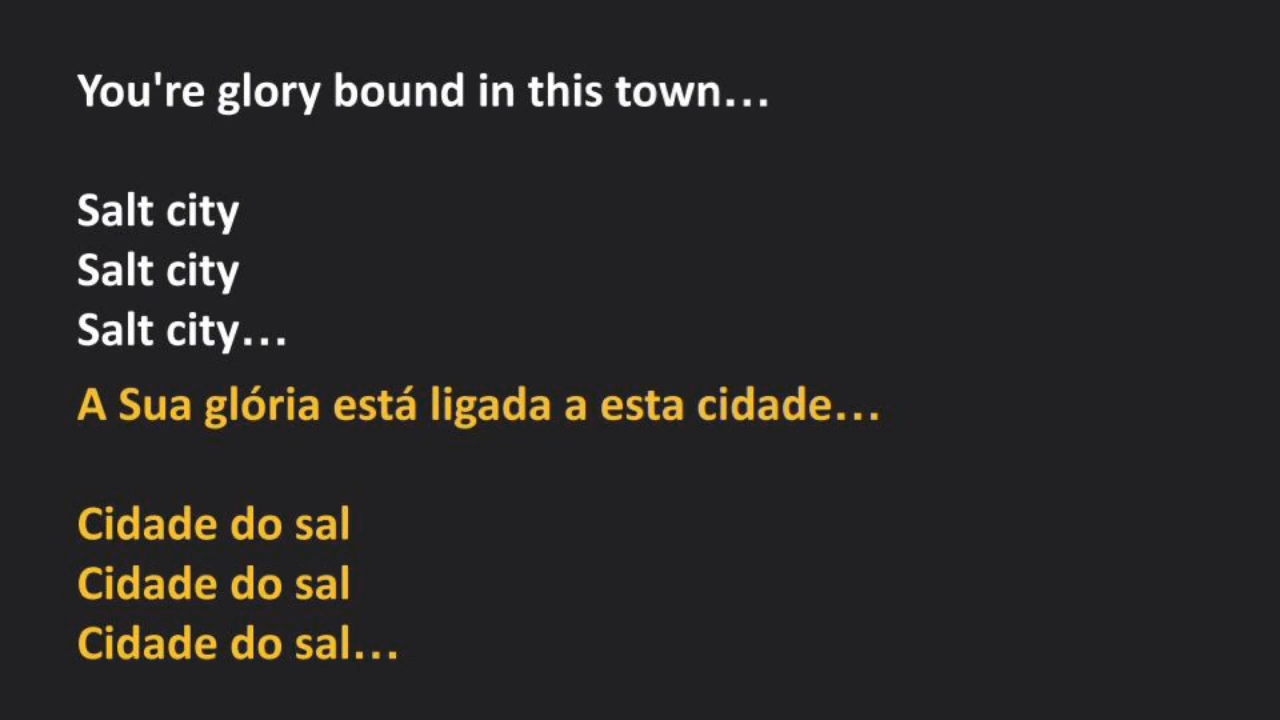 You're glory bound in this town...
Salt city
Salt city
Salt city...
A Sua glória está ligada a esta cidade...
Cidade do sal
Cidade do sal
Cidade do sal...